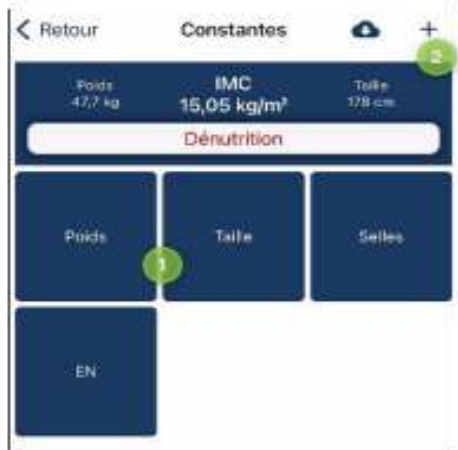 Retour Constantes +
2
Poids IMC Taille
47,7 kg 15,05 kg/m² 178 cm
Dénutrition
Poids Taille Selles
1
EN